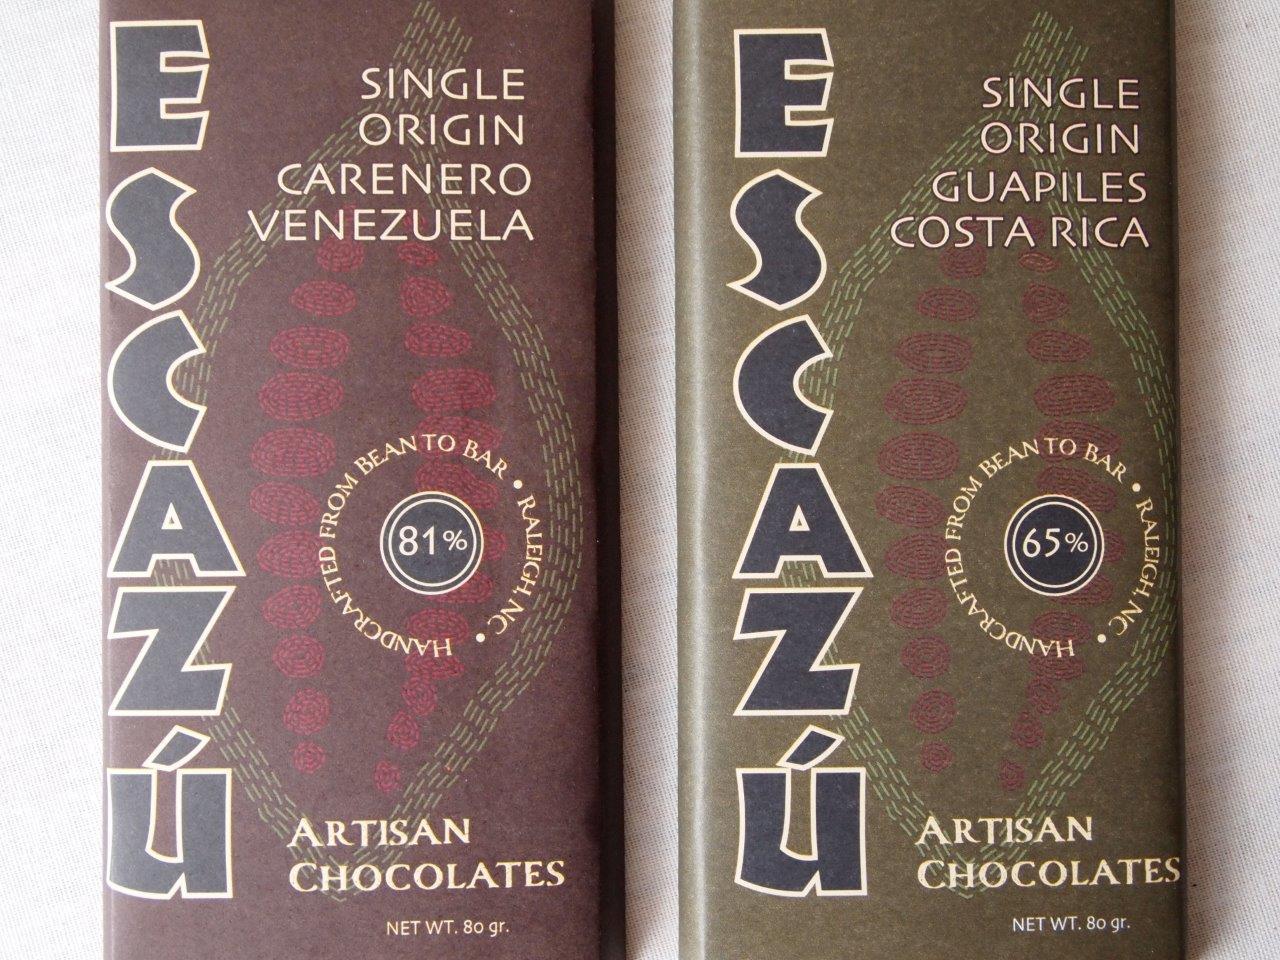 ESCAZÚ
SINGLE
ORIGIN
CARENERO
VENEZUELA
HANDCRAFTED FROM BEAN TO BAR • RALEIGH, NC •
81%
ARTISAN
CHOCOLATES
NET WT. 80 gr.
ESCAZÚ
SINGLE
ORIGIN
GUAPILES
COSTA RICA
HANDCRAFTED FROM BEAN TO BAR • RALEIGH, NC •
65%
ARTISAN
CHOCOLATES
NET WT. 80 gr.